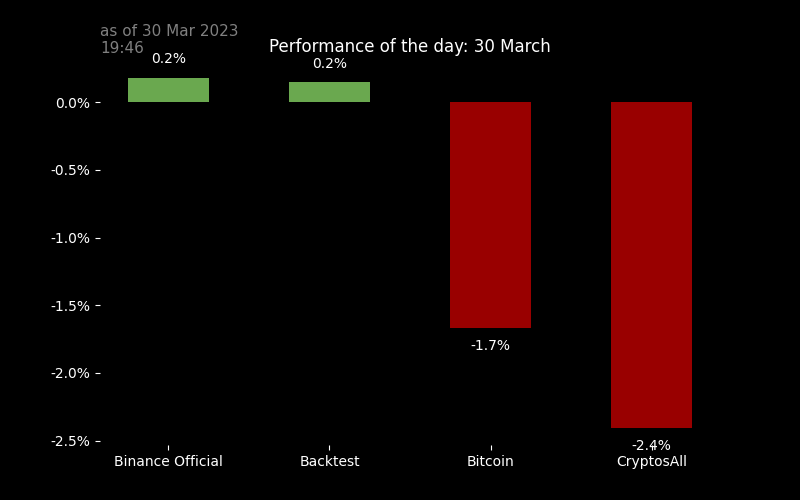 as of 30 Mar 2023
19:46
Performance of the day: 30 March
0.2%
0.2%
0.0%
-0.5%
-1.0%
-1.5%
-1.7%
-2.0%
-2.5%
-2.4%
Binance Official
Backtest
Bitcoin
CryptosAll